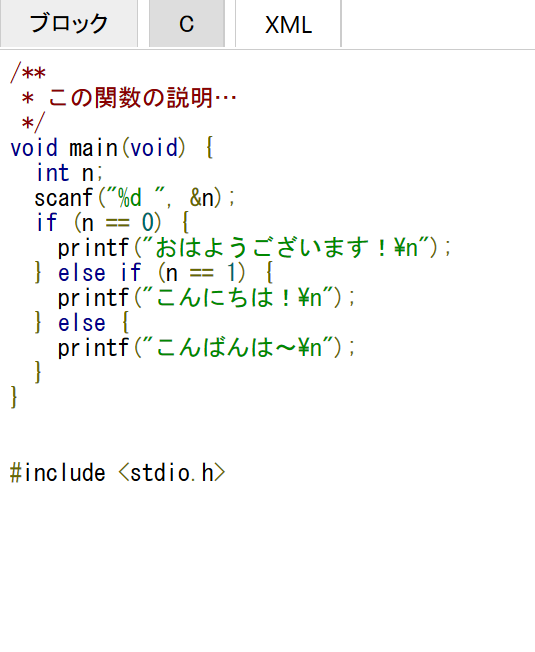 ブロック
C
XML
/**
 * この関数の説明…
 */
void main(void) {
  int n;
  scanf("%d ", &n);
  if (n == 0) {
    printf("おはようございます！¥n");
  } else if (n == 1) {
    printf("こんにちは！¥n");
  } else {
    printf("こんばんは～¥n");
  }
}
#include <stdio.h>